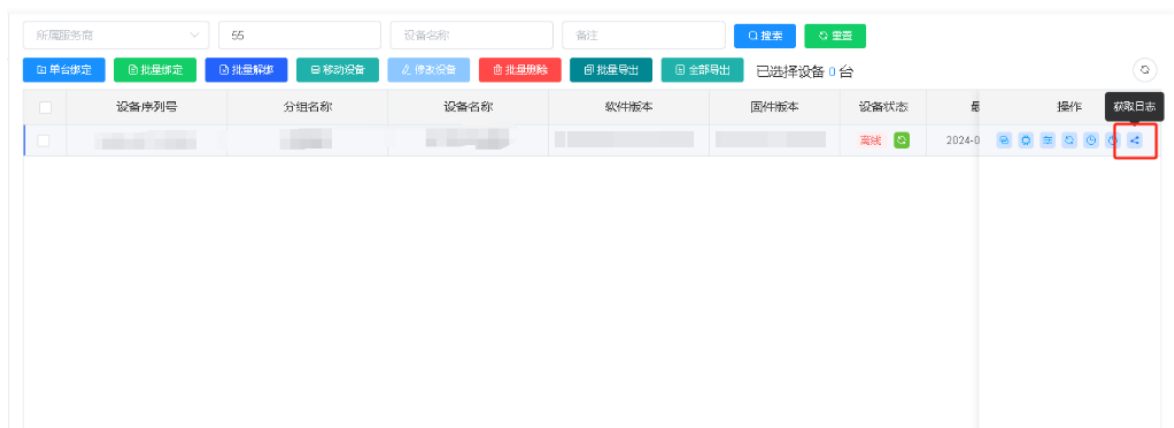 所属服务商 55 设备名称 备注 搜索 重置
单台绑定 批量绑定 批量解绑 移动设备 修改设备 批量删除 批量导出 全部导出 已选择设备 0 台
设备序列号 分组名称 设备名称 软件版本 固件版本 设备状态 操作 获取日志
离线 2024-0